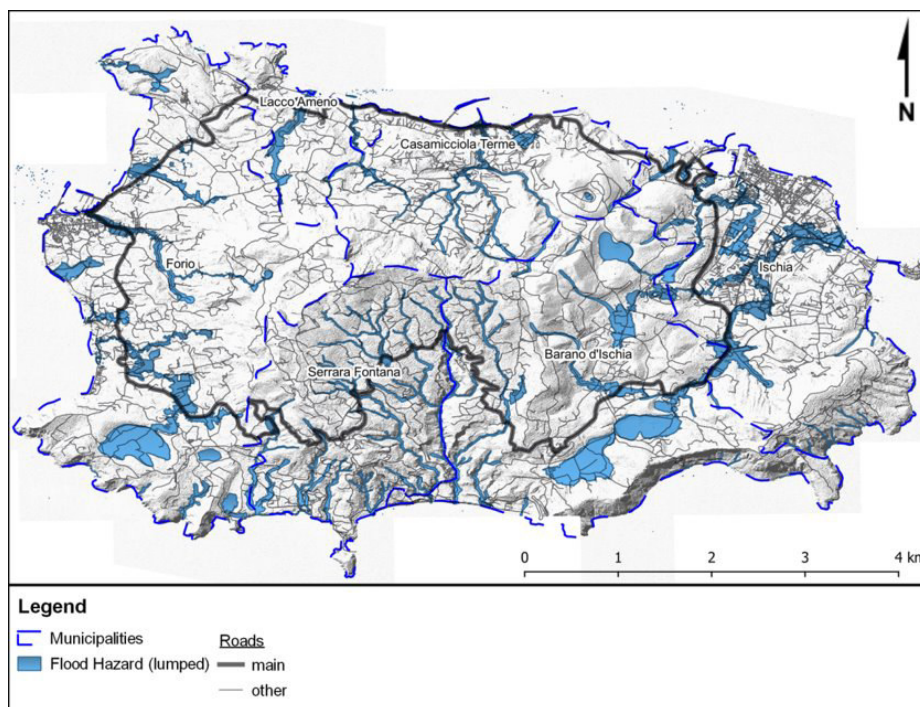 N
Lacco Ameno
Casamicciola Terme
Forio
Ischia
Serrara Fontana
Barano d'Ischia
0 1 2 3 4 km
Legend
Municipalities
Flood Hazard (lumped)
Roads
main
other